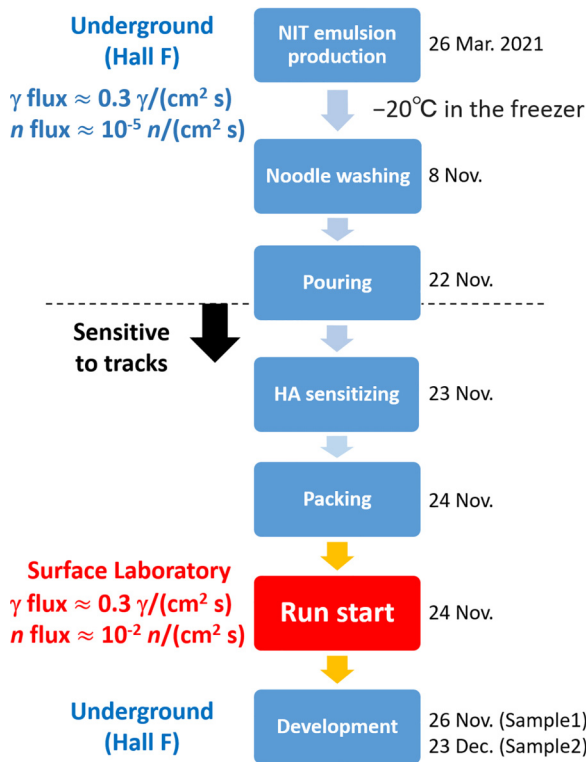 Underground
(Hall F)
γ flux ≈ 0.3 γ/(cm² s)
n flux ≈ 10⁻⁵ n/(cm² s)
NIT emulsion
production
26 Mar. 2021
−20℃ in the freezer
Noodle washing
8 Nov.
Pouring
22 Nov.
Sensitive
to tracks
HA sensitizing
23 Nov.
Packing
24 Nov.
Surface Laboratory
γ flux ≈ 0.3 γ/(cm² s)
n flux ≈ 10⁻² n/(cm² s)
Run start
24 Nov.
Underground
(Hall F)
Development
26 Nov. (Sample1)
23 Dec. (Sample2)